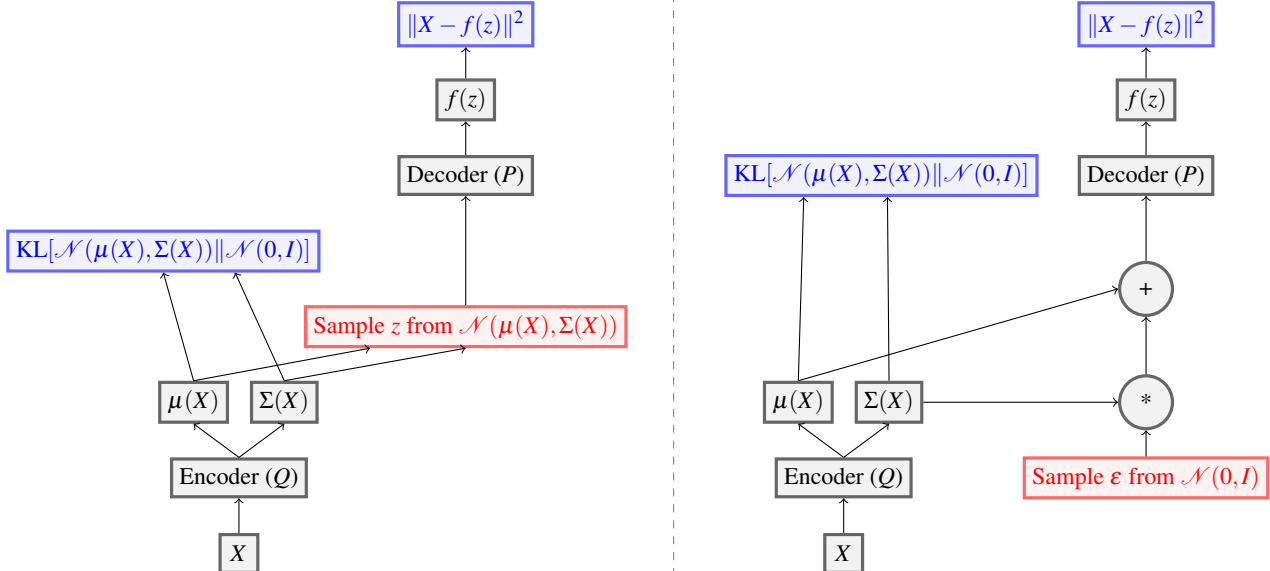 ‖X − f(z)‖²
f(z)
Decoder (P)
KL[𝒩(μ(X), Σ(X))‖𝒩(0, I)]
Sample z from 𝒩(μ(X), Σ(X))
μ(X)
Σ(X)
Encoder (Q)
X
‖X − f(z)‖²
f(z)
KL[𝒩(μ(X), Σ(X))‖𝒩(0, I)]
Decoder (P)
+
μ(X)
Σ(X)
*
Encoder (Q)
Sample ε from 𝒩(0, I)
X